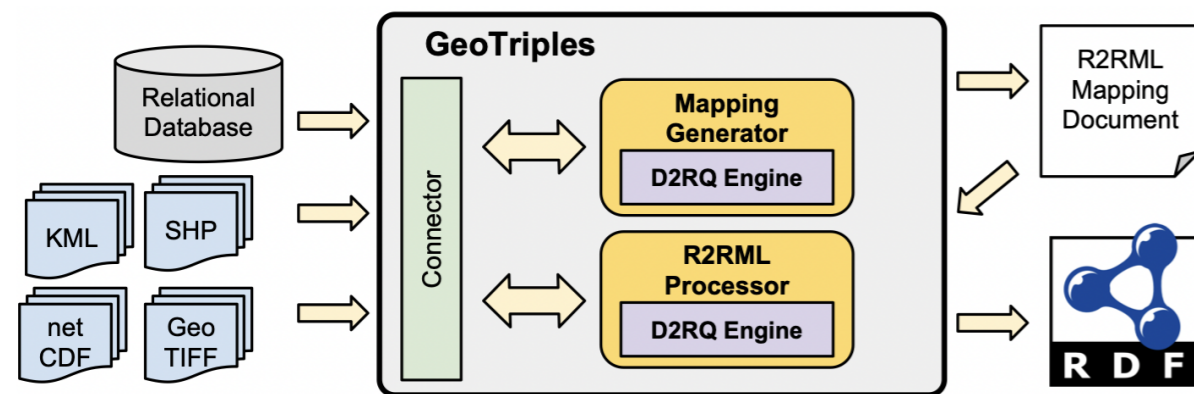 GeoTriples
Relational
Database
KML
SHP
net
CDF
Geo
TIFF
Connector
Mapping
Generator
D2RQ Engine
R2RML
Processor
D2RQ Engine
R2RML
Mapping
Document
R D F